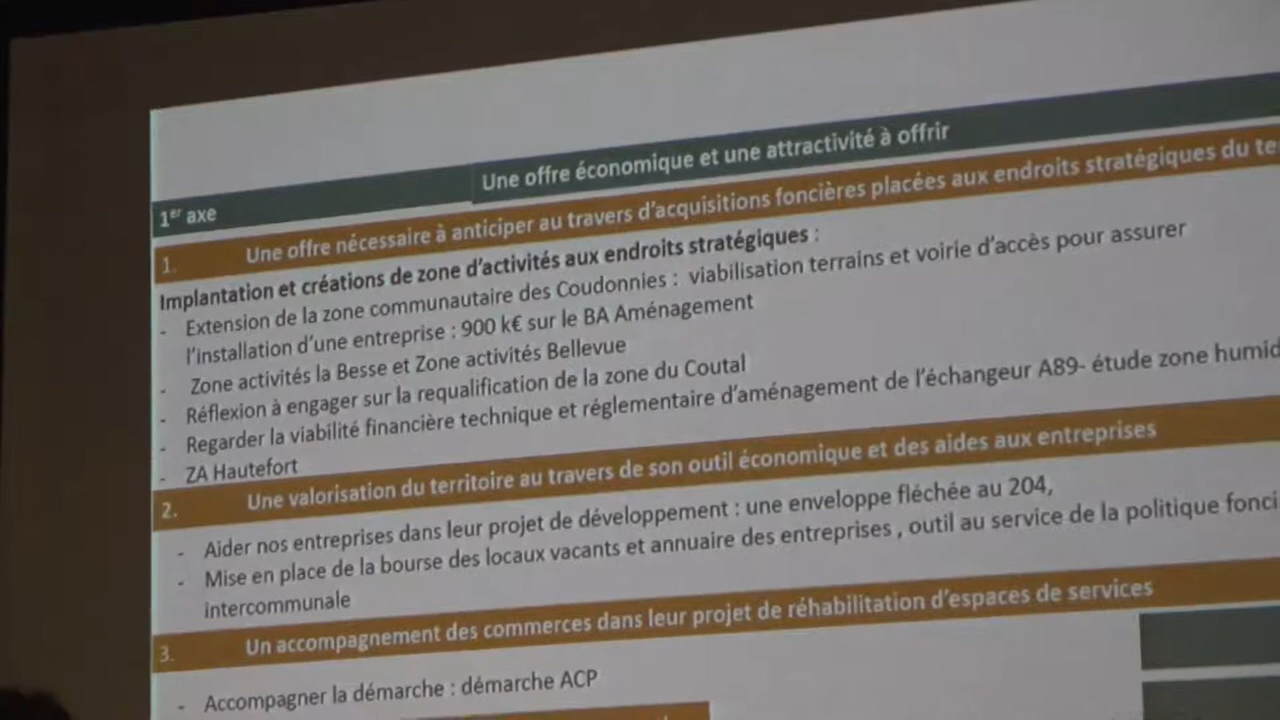 Une offre économique et une attractivité à offrir
1er axe
1. Une offre nécessaire à anticiper au travers d'acquisitions foncières placées aux endroits stratégiques du
Implantation et créations de zone d'activités aux endroits stratégiques :
- Extension de la zone communautaire des Coudonnies : viabilisation terrains et voirie d'accès pour assurer
l'installation d'une entreprise : 900 k€ sur le BA Aménagement
- Zone activités la Besse et Zone activités Bellevue
- Réflexion à engager sur la requalification de la zone du Coutal
- Regarder la viabilité financière technique et réglementaire d'aménagement de l'échangeur A89- étude zone
- ZA Hautefort
2. Une valorisation du territoire au travers de son outil économique et des aides aux entreprises
- Aider nos entreprises dans leur projet de développement : une enveloppe fléchée au 204,
- Mise en place de la bourse des locaux vacants et annuaire des entreprises , outil au service de la politique
intercommunale
3. Un accompagnement des commerces dans leur projet de réhabilitation d'espaces de services
- Accompagner la démarche : démarche ACP